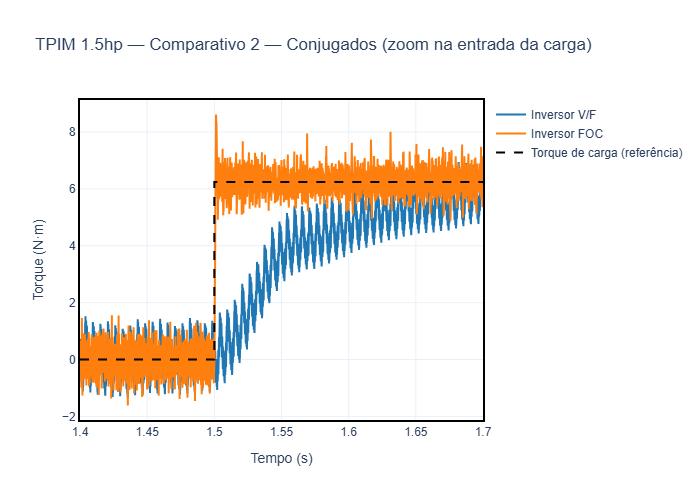 TPIM 1.5hp — Comparativo 2 — Conjugados (zoom na entrada da carga)
Inversor V/F
Inversor FOC
Torque de carga (referência)
Torque (N·m)
8
6
4
2
0
−2
1.4
1.45
1.5
1.55
1.6
1.65
1.7
Tempo (s)